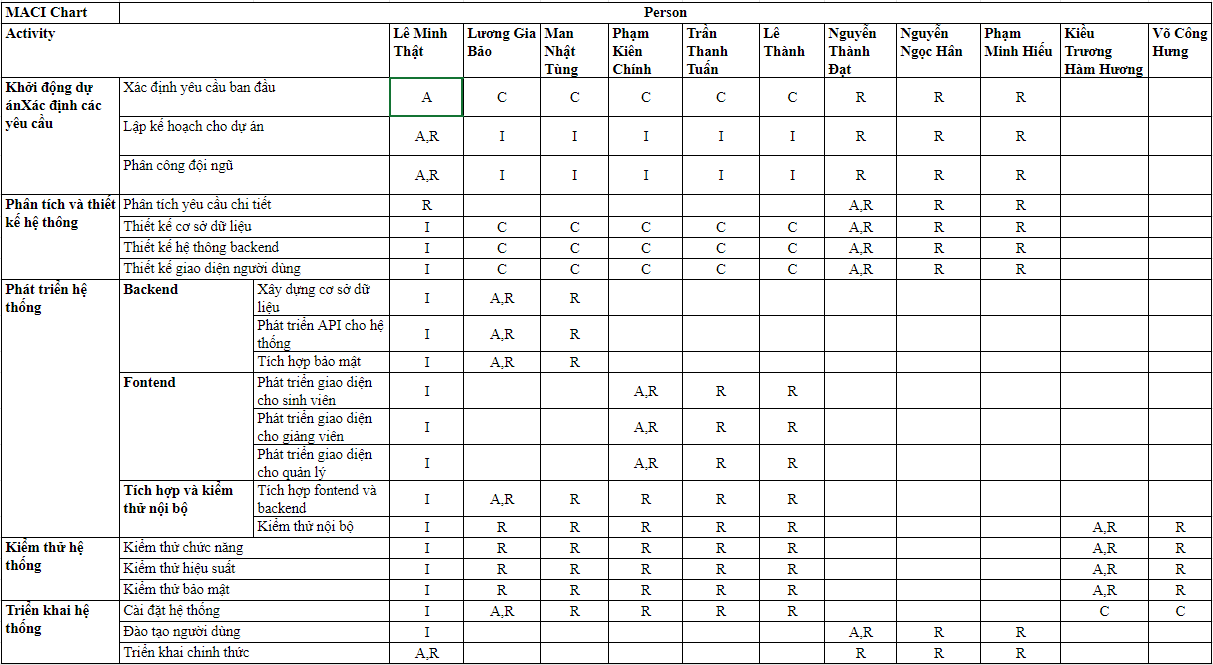 MACI Chart Person
Activity Lê Minh Thật Lương Gia Bảo Man Nhật Tùng Phạm Kiên Chính Trần Thanh Tuấn Lê Thành Nguyễn Thành Đạt Nguyễn Ngọc Hân Phạm Minh Hiếu Kiều Trương Hàm Hương Võ Công Hưng
Khởi động dự ánXác định các yêu cầu Xác định yêu cầu ban đầu A C C C C C R R R
Lập kế hoạch cho dự án A,R I I I I I R R R
Phân công đội ngũ A,R I I I I I R R R
Phân tích và thiết kế hệ thống Phân tích yêu cầu chi tiết R A,R R R
Thiết kế cơ sở dữ liệu I C C C C C A,R R R
Thiết kế hệ thông backend I C C C C C A,R R R
Thiết kế giao diện người dùng I C C C C C A,R R R
Phát triển hệ thống Backend Xây dựng cơ sở dữ liệu I A,R R
Phát triển API cho hệ thống I A,R R
Tích hợp bảo mật I A,R R
Fontend Phát triển giao diện cho sinh viên I A,R R R
Phát triển giao diện cho giảng viên I A,R R R
Phát triển giao diện cho quản lý I A,R R R
Tích hợp và kiểm thử nội bộ Tích hợp fontend và backend I A,R R R R R
Kiểm thử nội bộ I R R R R R A,R R
Kiểm thử hệ thống Kiểm thử chức năng I R R R R R A,R R
Kiểm thử hiệu suất I R R R R R A,R R
Kiểm thử bảo mật I R R R R R A,R R
Triển khai hệ thống Cài đặt hệ thống I A,R R R R R C C
Đào tạo người dùng I A,R R R
Triển khai chinh thức A,R R R R